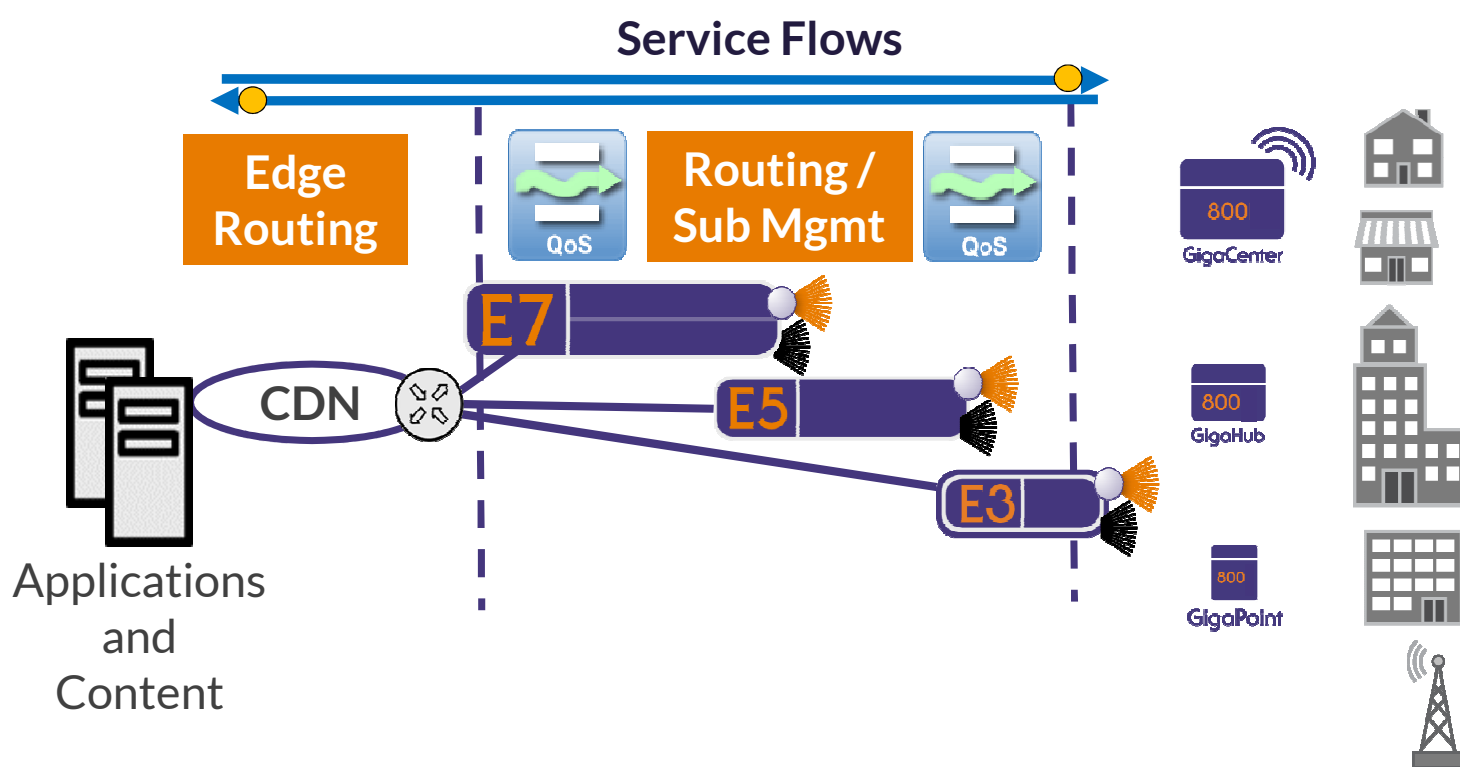 Service Flows
Edge
Routing
QoS
Routing /
Sub Mgmt
QoS
800
GigaCenter
E7
CDN
E5
800
GigaHub
E3
800
GigaPoint
Applications
and
Content